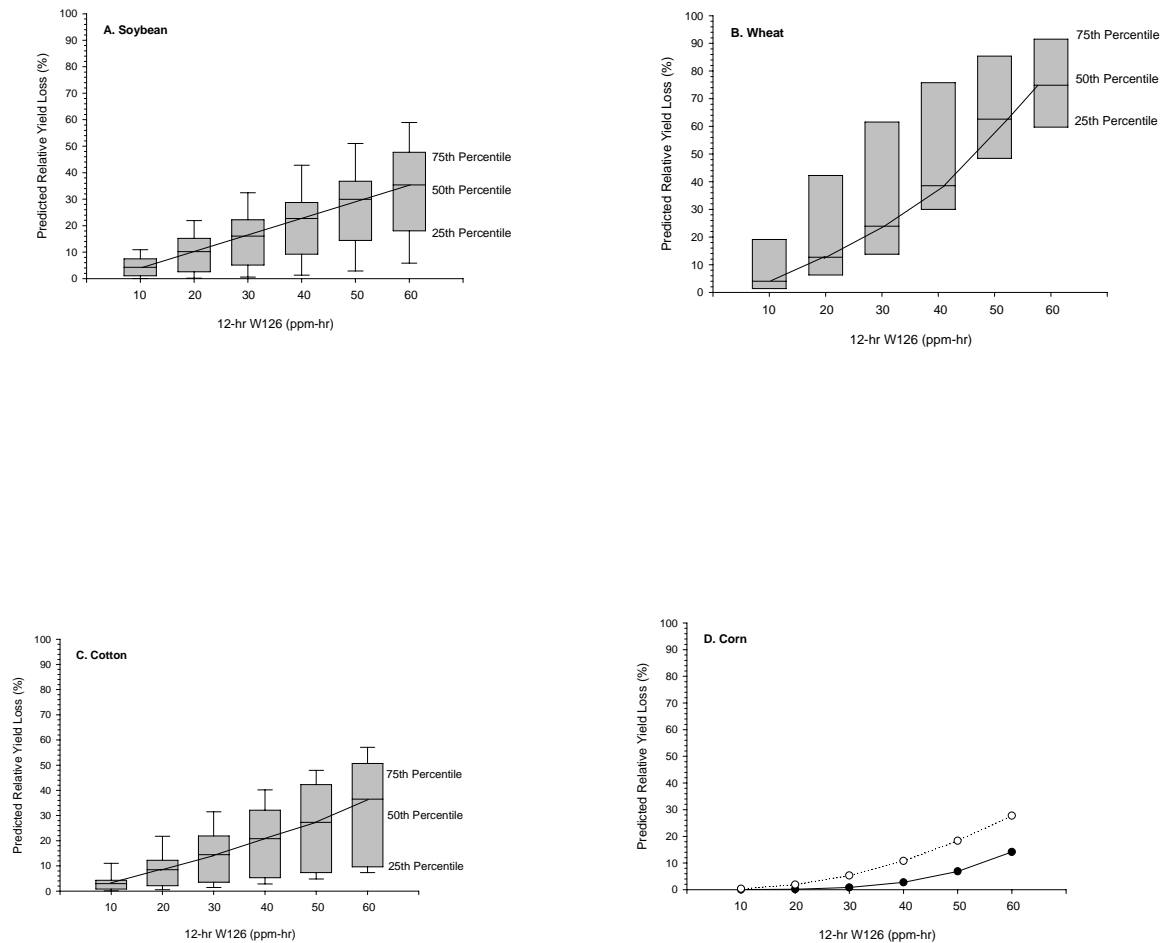 A. Soybean
Predicted Relative Yield Loss (%)
100
90
80
70
60
50
40
30
20
10
0
75th Percentile
50th Percentile
25th Percentile
10 20 30 40 50 60
12-hr W126 (ppm-hr)
B. Wheat
Predicted Relative Yield Loss (%)
100
90
80
70
60
50
40
30
20
10
0
75th Percentile
50th Percentile
25th Percentile
10 20 30 40 50 60
12-hr W126 (ppm-hr)
C. Cotton
Predicted Relative Yield Loss (%)
100
90
80
70
60
50
40
30
20
10
0
75th Percentile
50th Percentile
25th Percentile
10 20 30 40 50 60
12-hr W126 (ppm-hr)
D. Corn
Predicted Relative Yield Loss (%)
100
90
80
70
60
50
40
30
20
10
0
10 20 30 40 50 60
12-hr W126 (ppm-hr)